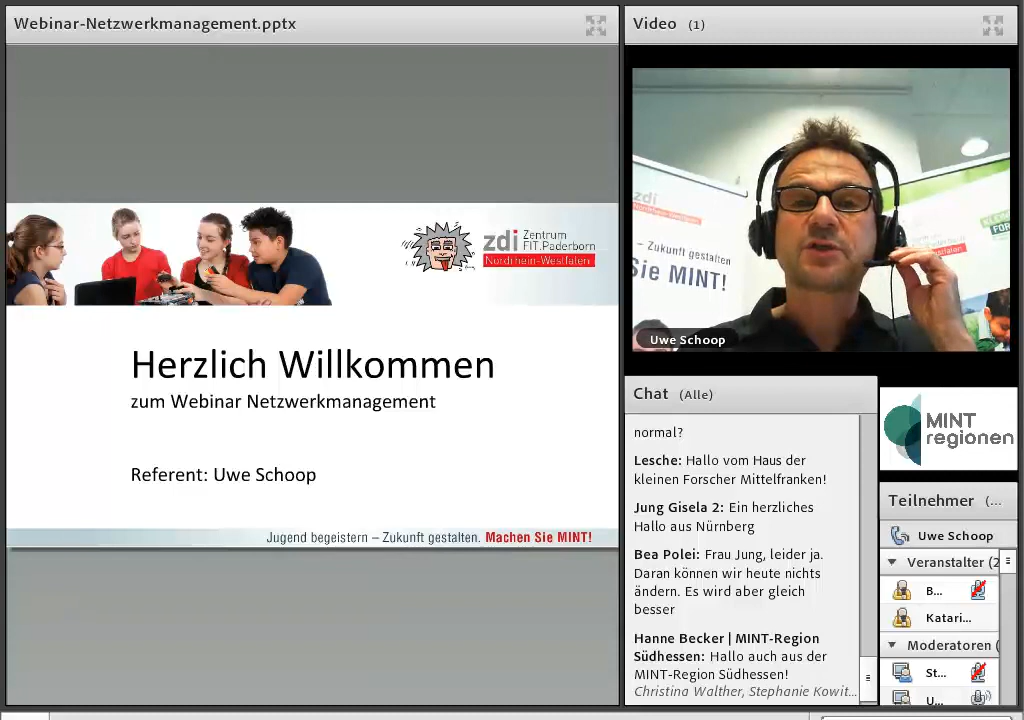 Webinar-Netzwerkmanagement.pptx
zdi Zentrum
FIT.Paderborn
Nordrhein-Westfalen
Herzlich Willkommen
zum Webinar Netzwerkmanagement
Referent: Uwe Schoop
Jugend begeistern – Zukunft gestalten. Machen Sie MINT!
Video (1)
zdi
Nordrhein-Westfalen
– Zukunft gestalten
Sie MINT!
Uwe Schoop
Chat (Alle)
normal?
Lesche: Hallo vom Haus der
kleinen Forscher Mittelfranken!
Jung Gisela 2: Ein herzliches
Hallo aus Nürnberg
Bea Polei: Frau Jung, leider ja.
Daran können wir heute nichts
ändern. Es wird aber gleich
besser
Hanne Becker | MINT-Region
Südhessen: Hallo auch aus der
MINT-Region Südhessen!
Christina Walther, Stephanie Kowit...
MINT
regionen
Teilnehmer (...
Uwe Schoop
Veranstalter (2
B...
Katari...
Moderatoren (
St...
U...